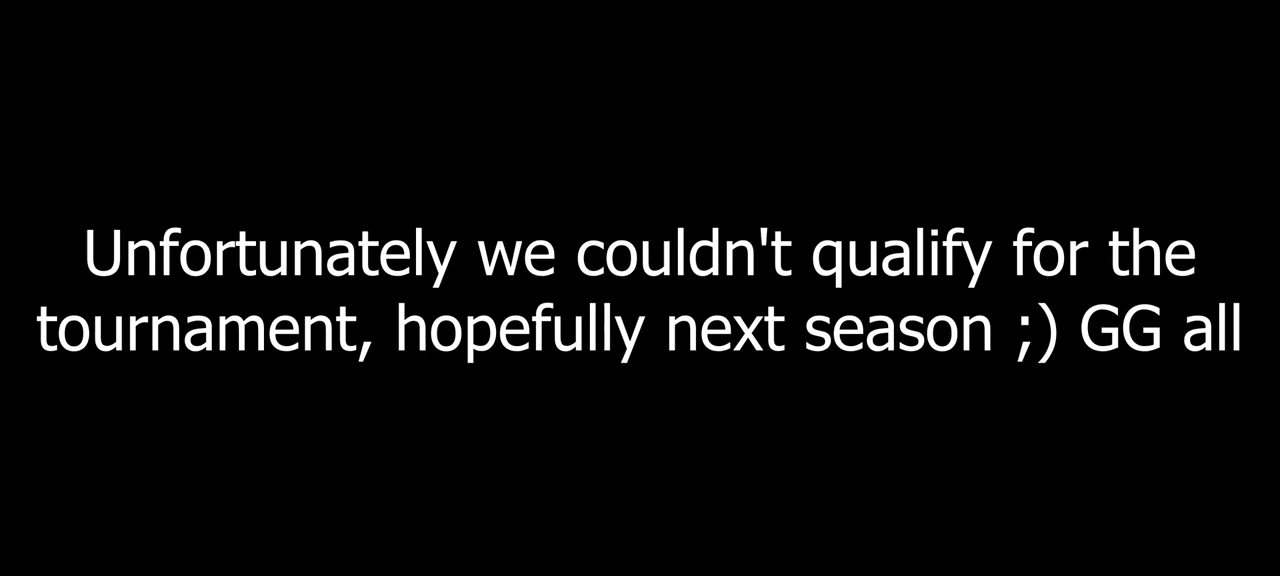 Unfortunately we couldn't qualify for the
tournament, hopefully next season ;) GG all